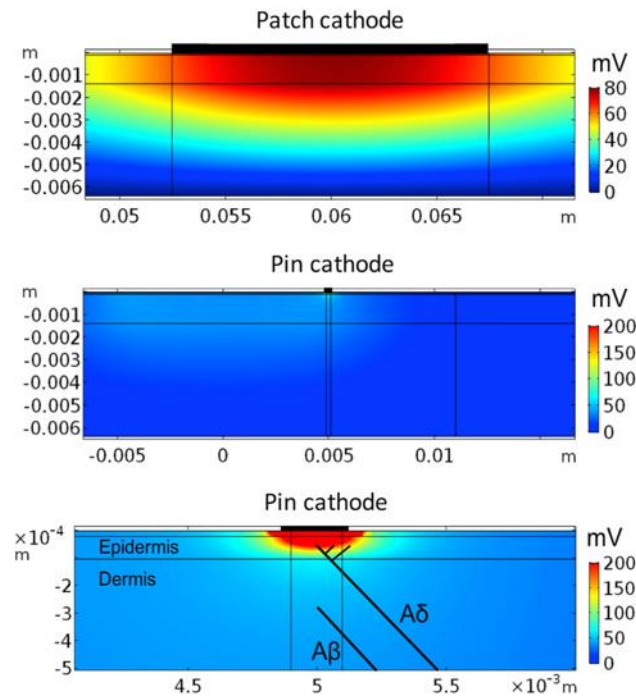 Patch cathode
m
mV
-0.001
-0.002
-0.003
-0.004
-0.005
-0.006
80
60
40
20
0
0.05 0.055 0.06 0.065 m
Pin cathode
m
mV
-0.001
-0.002
-0.003
-0.004
-0.005
-0.006
200
150
100
50
0
-0.005 0 0.005 0.01 m
Pin cathode
×10⁻⁴
m
mV
Epidermis
Dermis
-2
-3
-4
-5
Aδ
Aβ
200
150
100
50
0
4.5 5 5.5 ×10⁻³ m